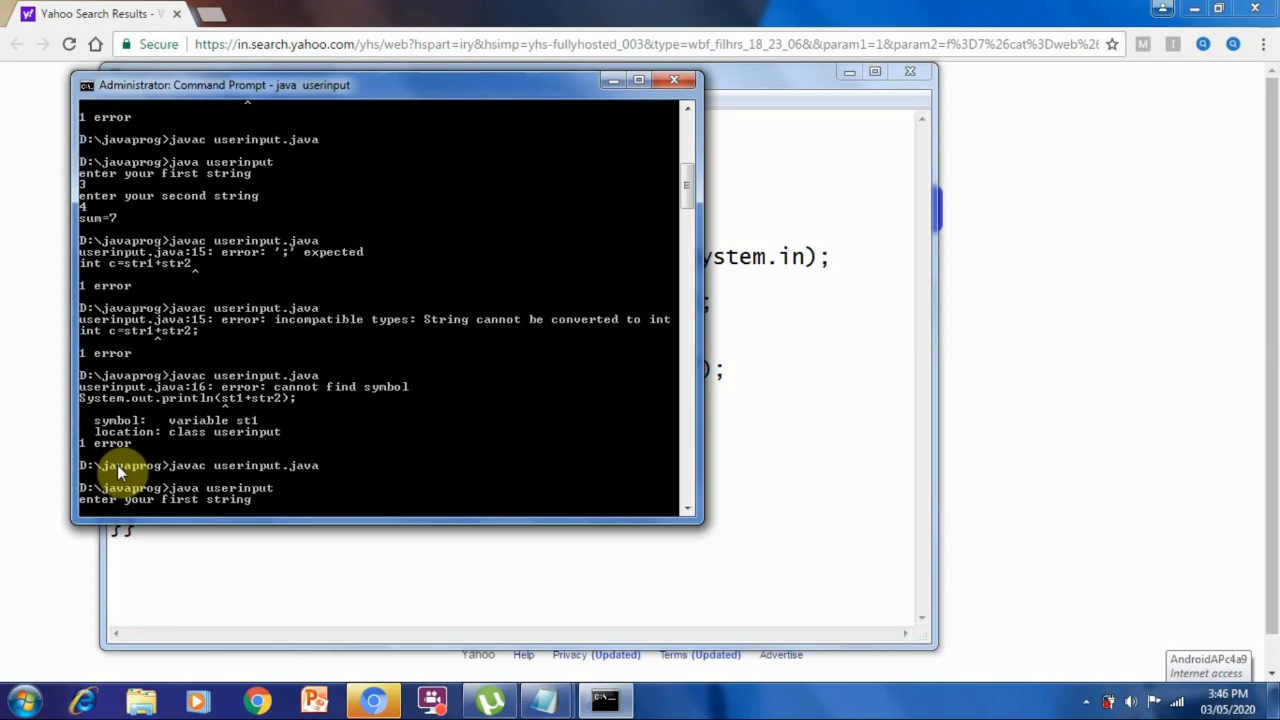 Yahoo Search Results -
Secure
https://in.search.yahoo.com/yhs/web?hspart=iry&hsimp=yhs-fullyhosted_003&type=wbf_filhrs_18_23_06&param1=1&param2=f%3D7%26cat%3Dweb%26
Administrator: Command Prompt - java  userinput
^
1 error
D:\javaprog>javac userinput.java
D:\javaprog>java userinput
enter your first string
3
enter your second string
4
sum=7
D:\javaprog>javac userinput.java
userinput.java:15: error: ';' expected
int c=str1+str2
^
1 error
D:\javaprog>javac userinput.java
userinput.java:15: error: incompatible types: String cannot be converted to int
int c=str1+str2;
^
1 error
D:\javaprog>javac userinput.java
userinput.java:16: error: cannot find symbol
System.out.println(st1+str2);
^
symbol:   variable st1
location: class userinput
1 error
D:\javaprog>javac userinput.java
D:\javaprog>java userinput
enter your first string
ystem.in);
;
);
}}
Yahoo Help Privacy (Updated) Terms (Updated) Advertise
AndroidAPc4a9
Internet access
3:46 PM
03/05/2020